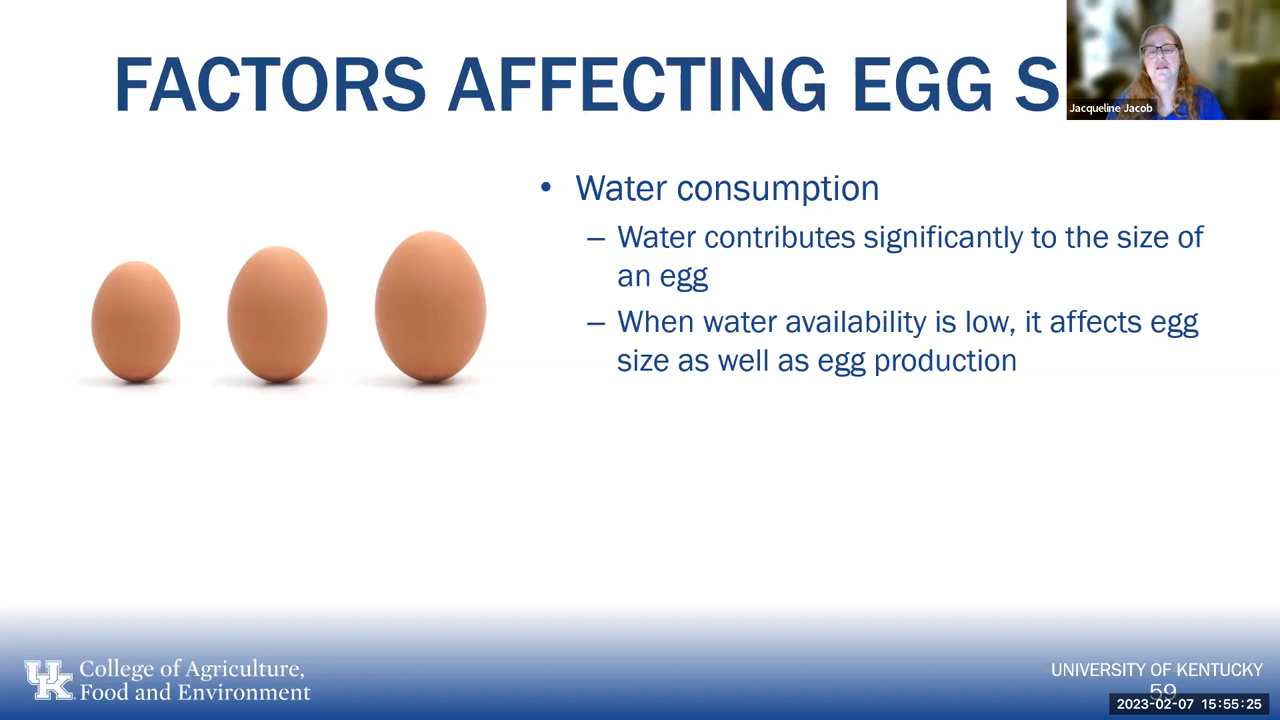 FACTORS AFFECTING EGG S
Jacqueline Jacob
• Water consumption
– Water contributes significantly to the size of
an egg
– When water availability is low, it affects egg
size as well as egg production
UK
College of Agriculture,
Food and Environment
UNIVERSITY OF KENTUCKY
59
2023-02-07 15:55:25